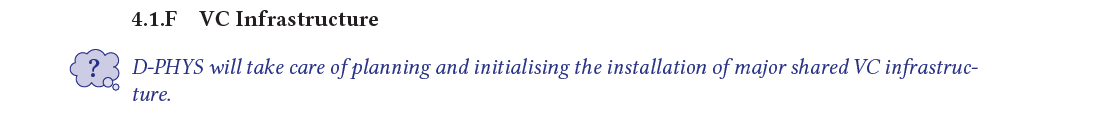 4.1.F VC Infrastructure
? D-PHYS will take care of planning and initialising the installation of major shared VC infrastruc-
ture.